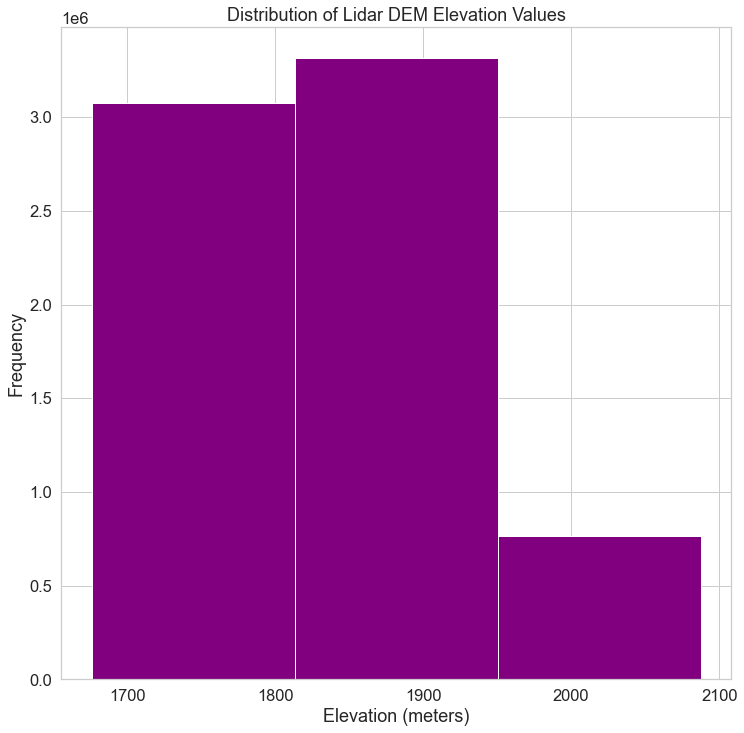 Distribution of Lidar DEM Elevation Values
1e6
3.0
2.5
2.0
1.5
1.0
0.5
0.0
Frequency
1700 1800 1900 2000 2100
Elevation (meters)